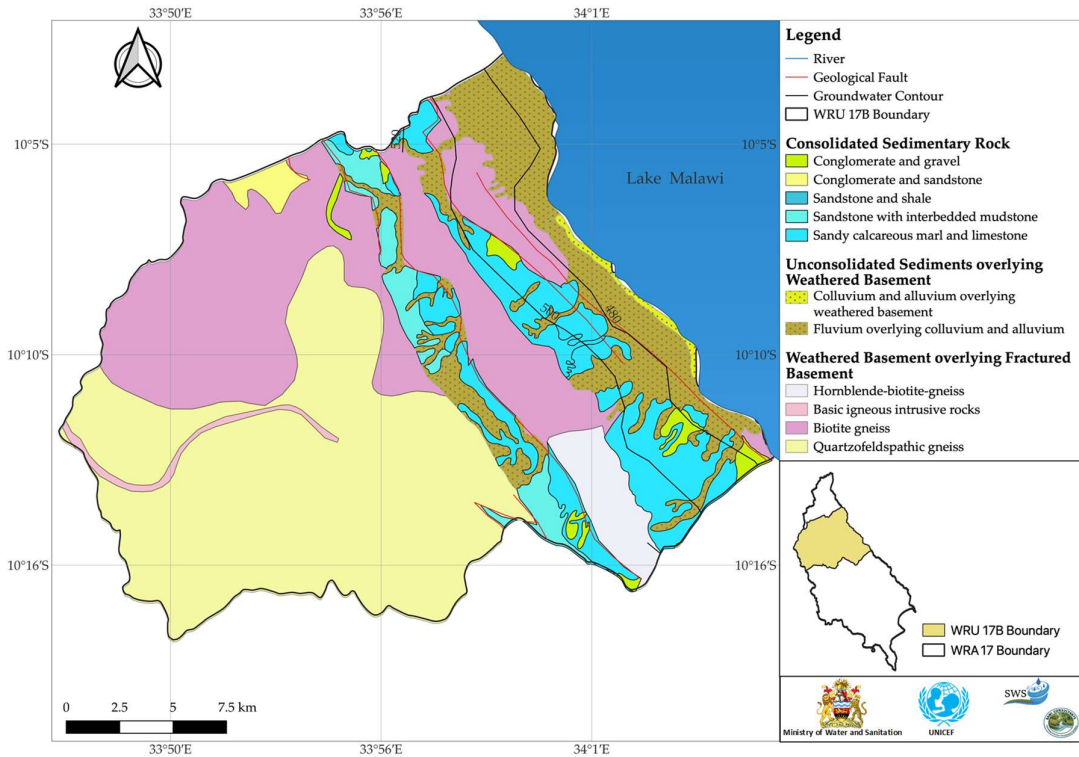 33°50'E
33°56'E
34°1'E
10°5'S
10°5'S
Lake Malawi
480
10°10'S
10°10'S
10°16'S
10°16'S
0
2.5
5
7.5 km
33°50'E
33°56'E
34°1'E
Legend
River
Geological Fault
Groundwater Contour
WRU 17B Boundary
Consolidated Sedimentary Rock
Conglomerate and gravel
Conglomerate and sandstone
Sandstone and shale
Sandstone with interbedded mudstone
Sandy calcareous marl and limestone
Unconsolidated Sediments overlying
Weathered Basement
Colluvium and alluvium overlying
weathered basement
Fluvium overlying colluvium and alluvium
Weathered Basement overlying Fractured
Basement
Hornblende-biotite-gneiss
Basic igneous intrusive rocks
Biotite gneiss
Quartzofeldspathic gneiss
WRU 17B Boundary
WRA 17 Boundary
Ministry of Water and Sanitation
UNICEF
SWS